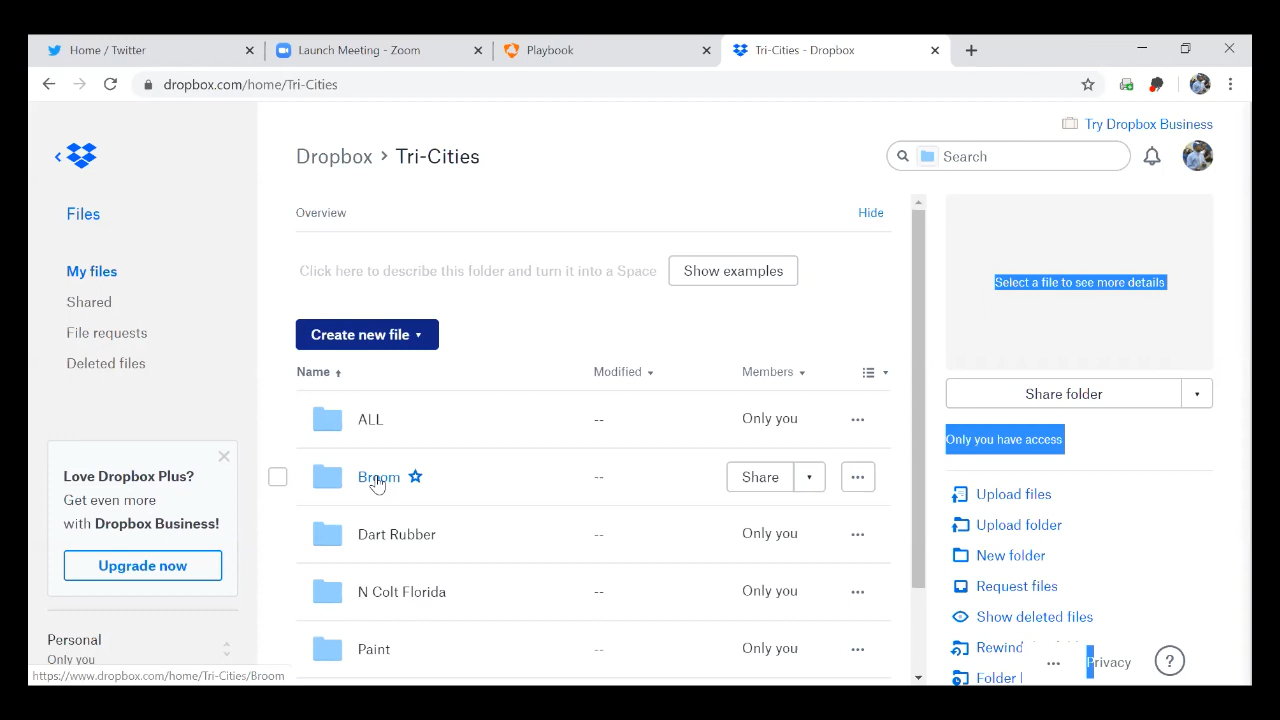 Home / Twitter
Launch Meeting - Zoom
Playbook
Tri-Cities - Dropbox
dropbox.com/home/Tri-Cities
Try Dropbox Business
Dropbox > Tri-Cities
Search
Files
Overview
Hide
My files
Shared
File requests
Deleted files
Click here to describe this folder and turn it into a Space
Show examples
Select a file to see more details
Create new file
Name
Modified
Members
Share folder
ALL
--
Only you
Only you have access
Broom
--
Share
Dart Rubber
--
Only you
N Colt Florida
--
Only you
Paint
--
Only you
Upload files
Upload folder
New folder
Request files
Show deleted files
Rewind
Folder
Privacy
Love Dropbox Plus?
Get even more
with Dropbox Business!
Upgrade now
Personal
Only you
https://www.dropbox.com/home/Tri-Cities/Broom